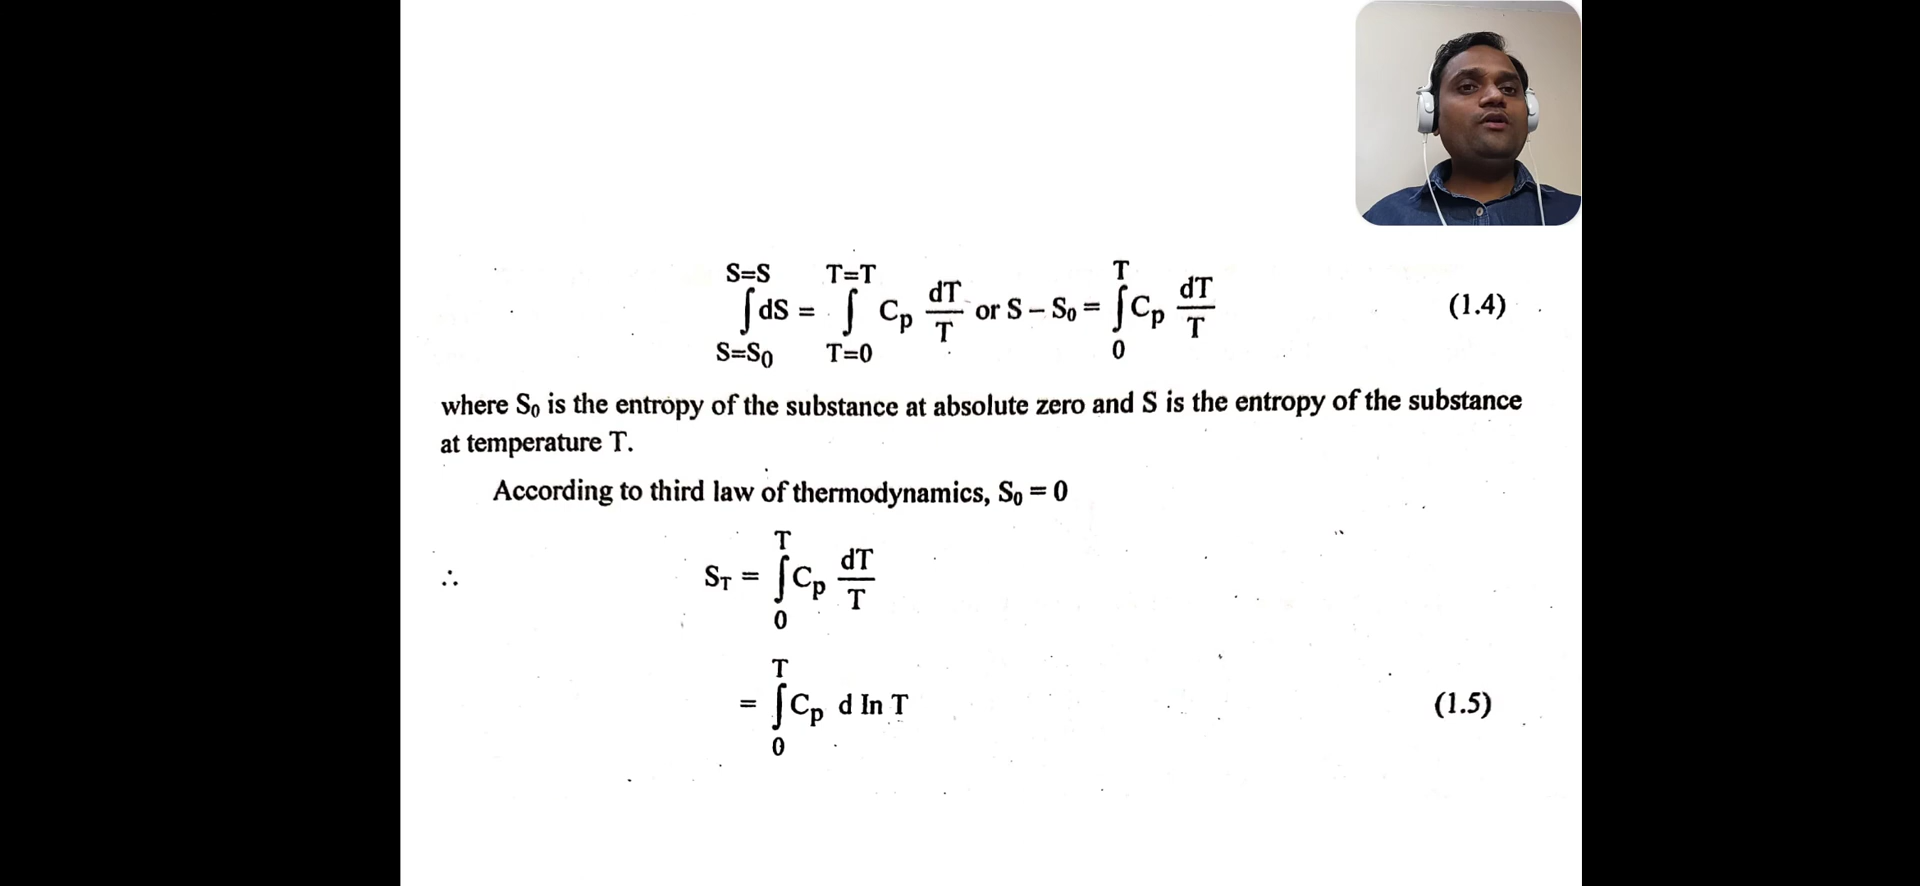 S=S T=T T
∫dS = ∫ Cp dT/T or S – S₀ = ∫Cp dT/T (1.4)
S=S₀ T=0 0
where S₀ is the entropy of the substance at absolute zero and S is the entropy of the substance
at temperature T.
According to third law of thermodynamics, S₀ = 0
T
∴ S_T = ∫Cp dT/T
0
T
= ∫Cp d ln T (1.5)
0